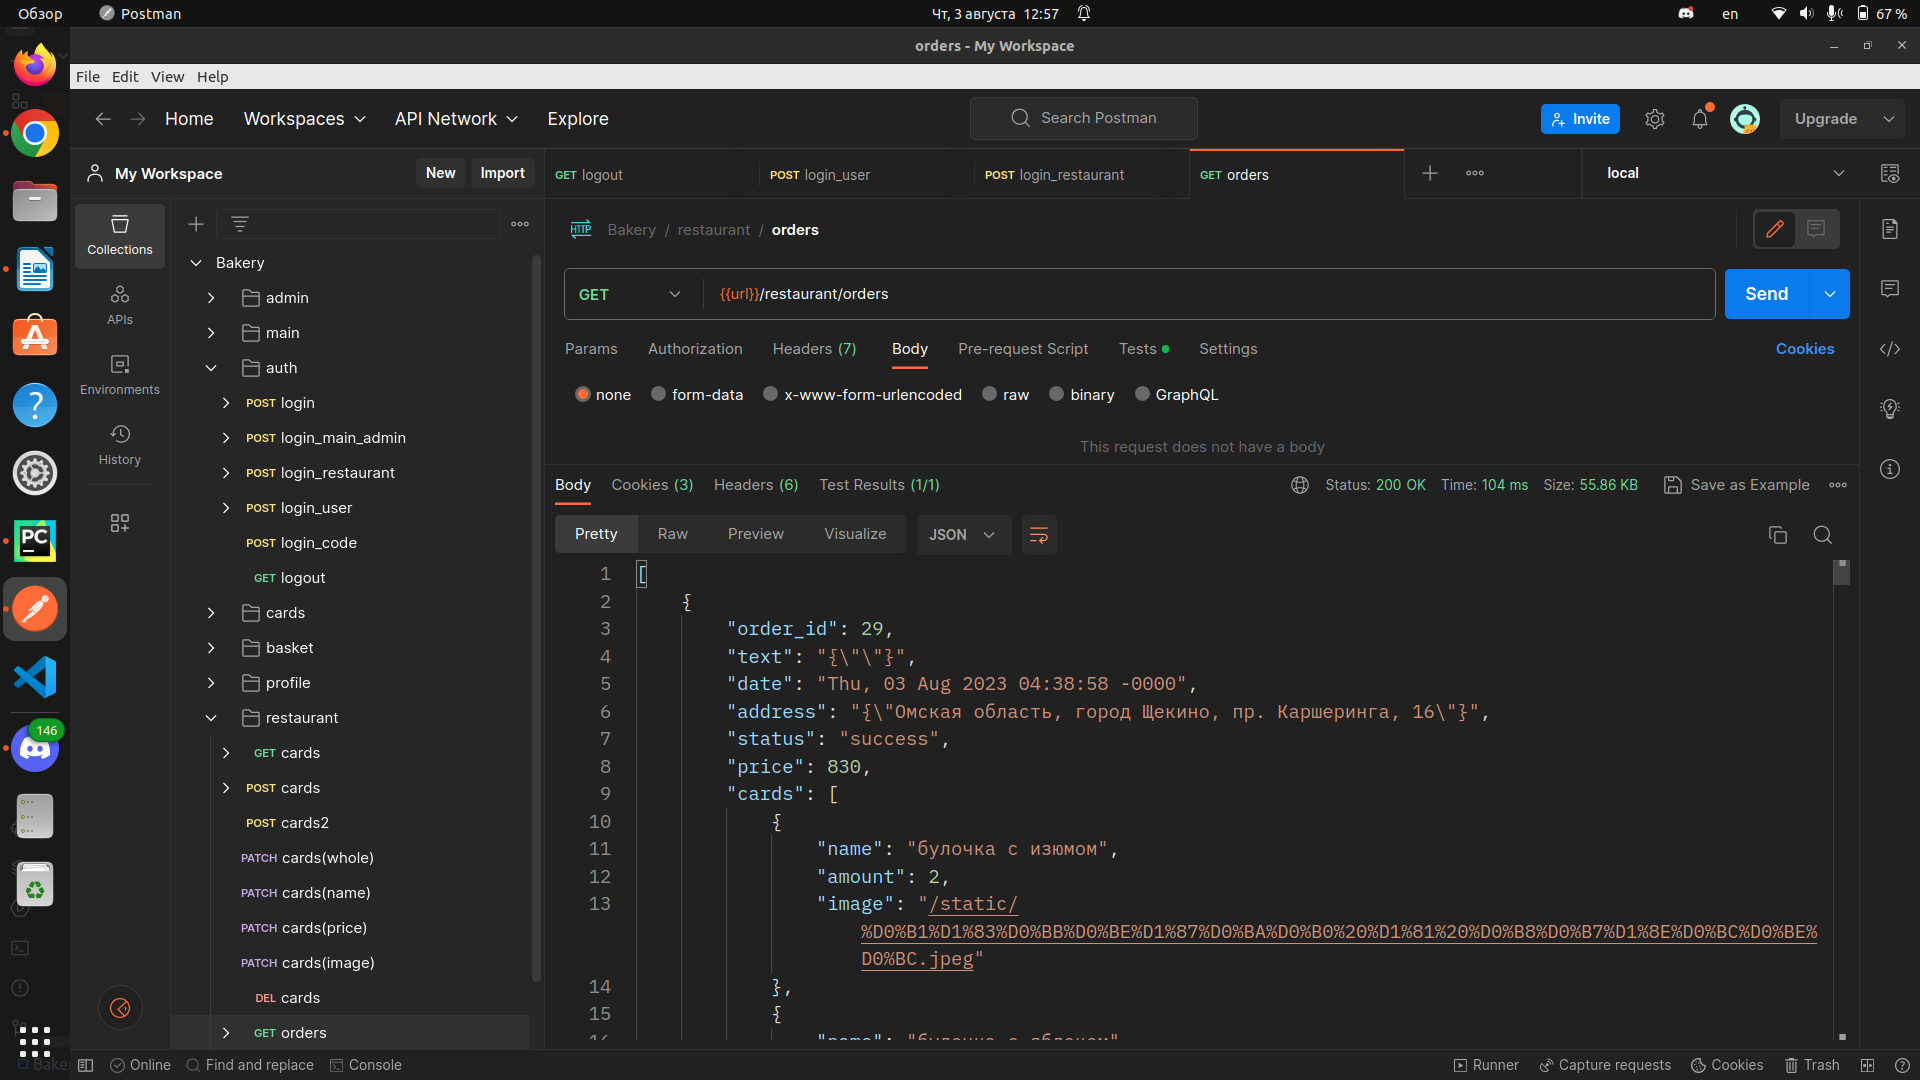 Обзор Postman Чт, 3 августа 12:57 en 67 %
orders - My Workspace
File Edit View Help
Home Workspaces API Network Explore Search Postman Invite Upgrade
My Workspace New Import GET logout POST login_user POST login_restaurant GET orders local
Collections
APIs
Environments
History
Bakery
admin
main
auth
POST login
POST login_main_admin
POST login_restaurant
POST login_user
POST login_code
GET logout
cards
basket
profile
restaurant
GET cards
POST cards
POST cards2
PATCH cards(whole)
PATCH cards(name)
PATCH cards(price)
PATCH cards(image)
DEL cards
GET orders
PC
146
HTTP Bakery / restaurant / orders
GET {{url}}/restaurant/orders Send
Params Authorization Headers (7) Body Pre-request Script Tests Settings Cookies
none form-data x-www-form-urlencoded raw binary GraphQL
This request does not have a body
Body Cookies (3) Headers (6) Test Results (1/1) Status: 200 OK Time: 104 ms Size: 55.86 KB Save as Example
Pretty Raw Preview Visualize JSON
1 [
2 {
3 "order_id": 29,
4 "text": "{\"\"}",
5 "date": "Thu, 03 Aug 2023 04:38:58 -0000",
6 "address": "{\"Омская область, город Щекино, пр. Каршеринга, 16\"}",
7 "status": "success",
8 "price": 830,
9 "cards": [
10 {
11 "name": "булочка с изюмом",
12 "amount": 2,
13 "image": "/static/
%D0%B1%D1%83%D0%BB%D0%BE%D1%87%D0%BA%D0%B0%20%D1%81%20%D0%B8%D0%B7%D1%8E%D0%BC%D0%BE%
D0%BC.jpeg"
14 },
15 {
Online Find and replace Console Runner Capture requests Cookies Trash